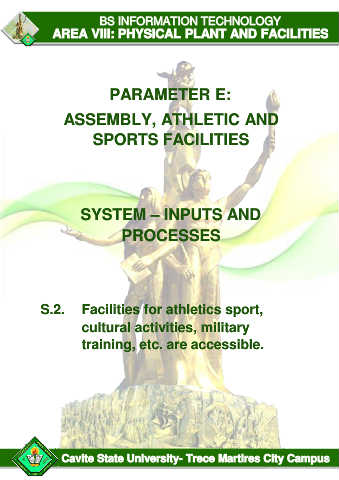 BS INFORMATION TECHNOLOGY
AREA VIII: PHYSICAL PLANT AND FACILITIES
PARAMETER E:
ASSEMBLY, ATHLETIC AND
SPORTS FACILITIES
SYSTEM – INPUTS AND
PROCESSES
S.2. Facilities for athletics sport,
cultural activities, military
training, etc. are accessible.
Cavite State University- Trece Martires City Campus